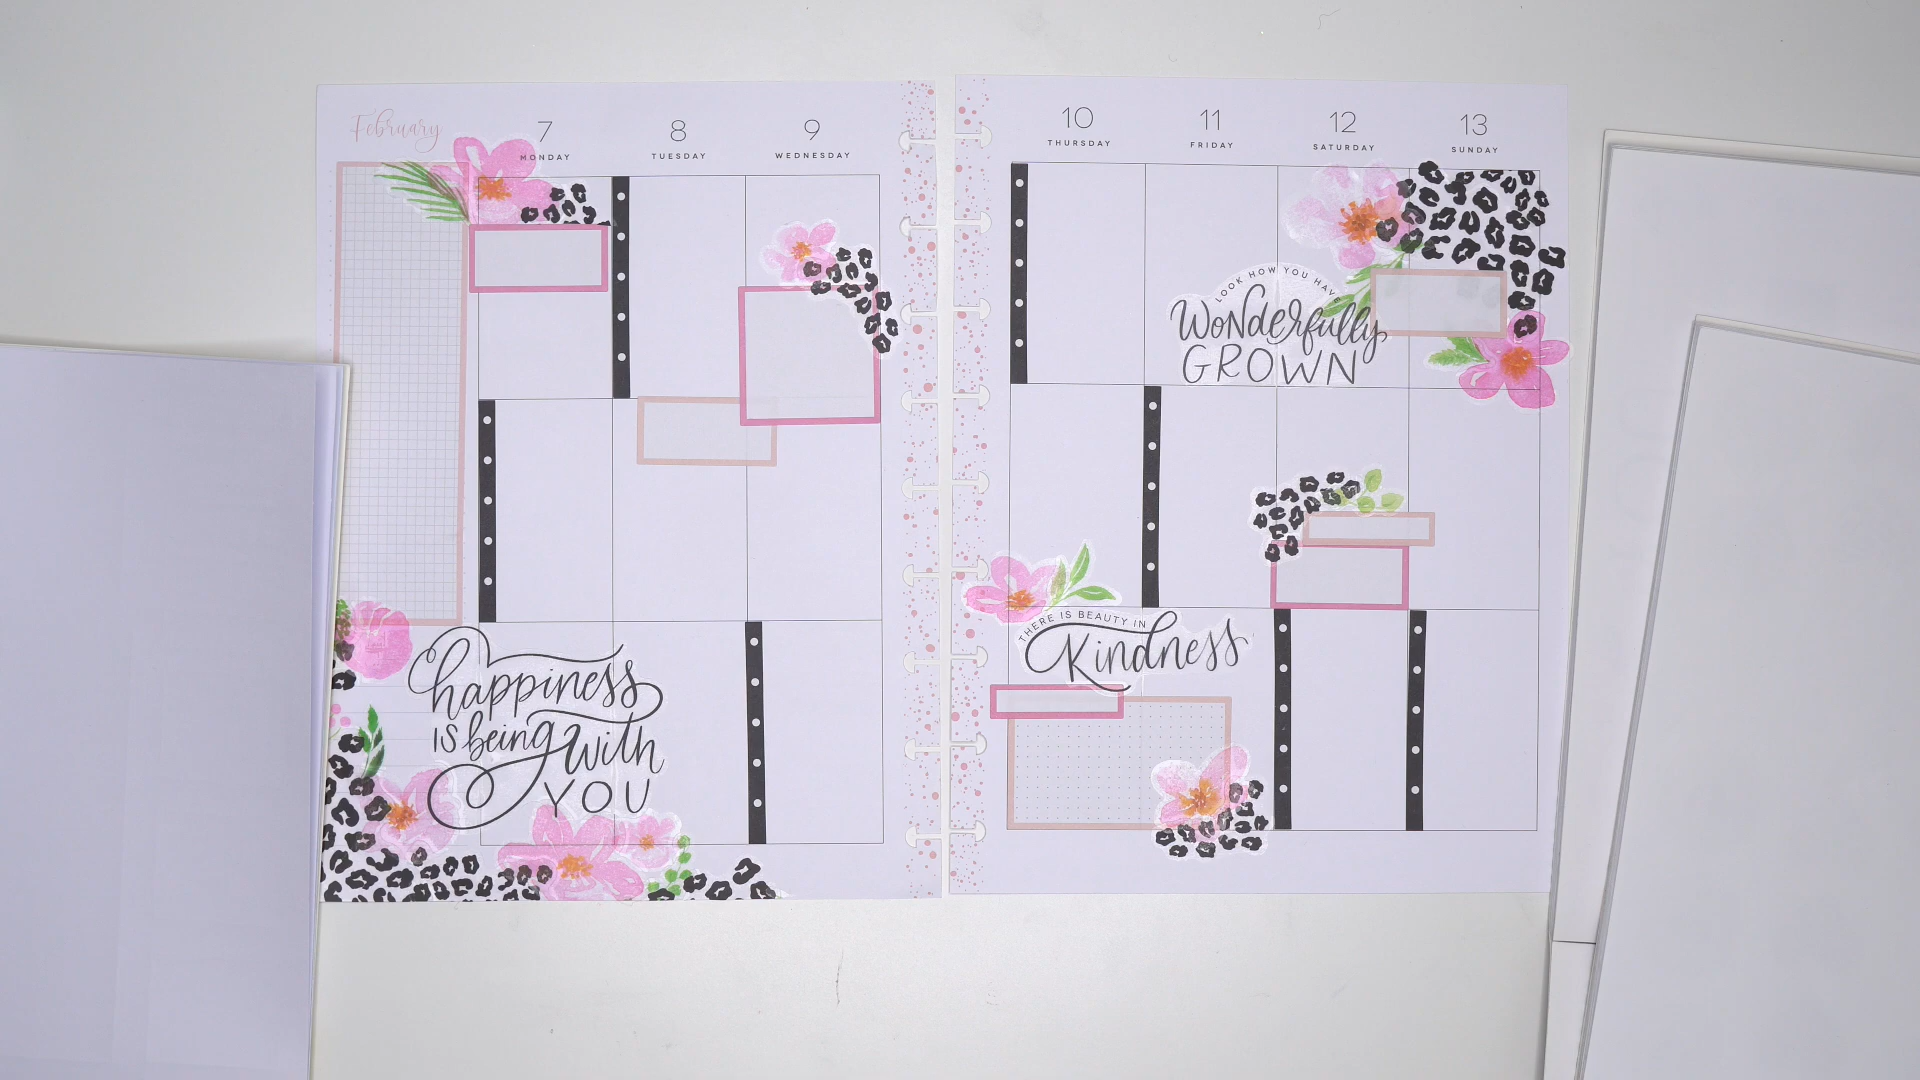 February
7
MONDAY
8
TUESDAY
9
WEDNESDAY
happiness
is being with
YOU
10
THURSDAY
11
FRIDAY
12
SATURDAY
13
SUNDAY
LOOK HOW YOU HAVE
Wonderfully
GROWN
THERE IS BEAUTY IN
Kindness